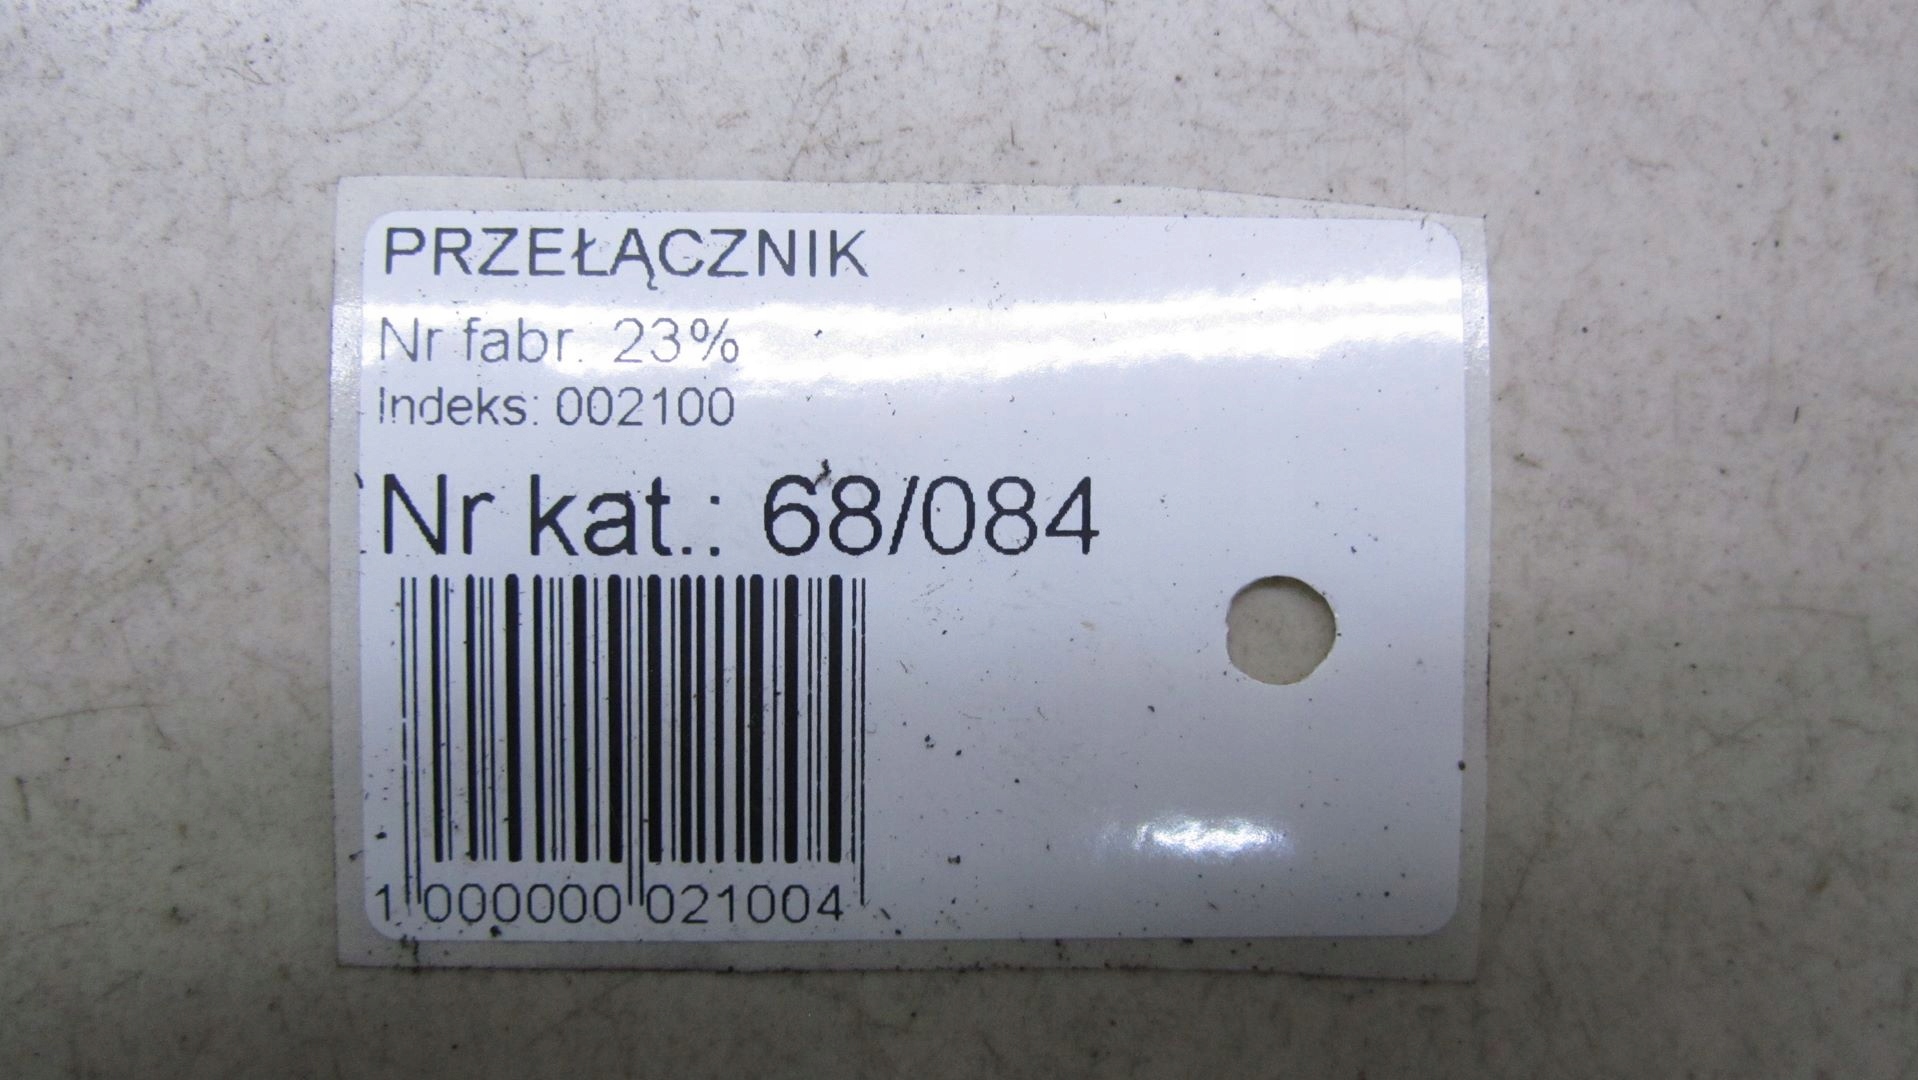 PRZEŁĄCZNIK
Nr fabr. 23%
Indeks: 002100
Nr kat.: 68/084
1 000000 021004